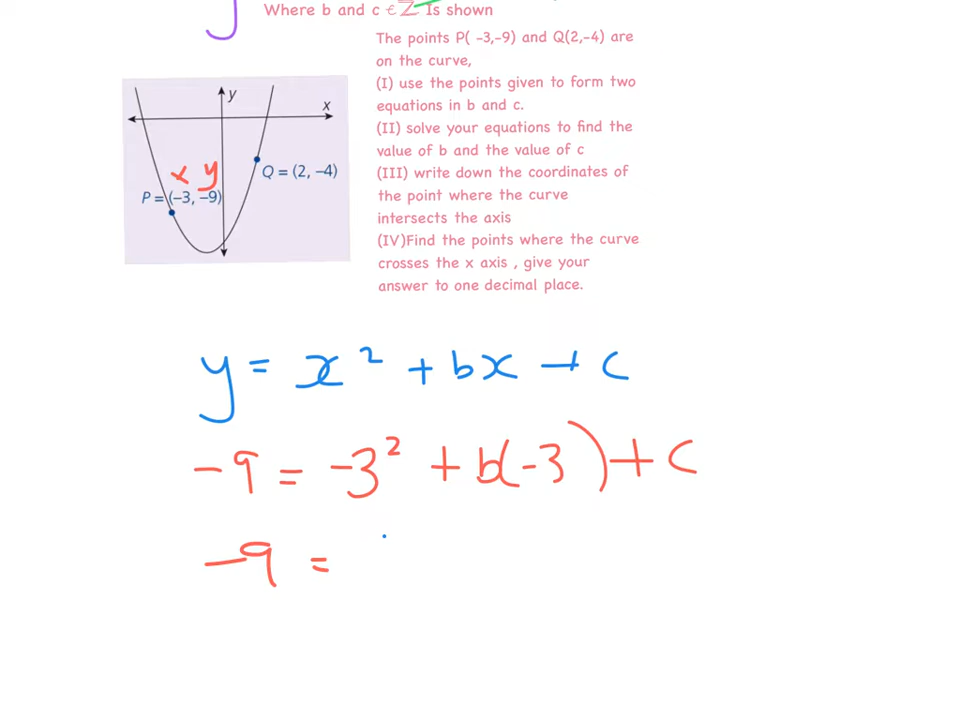 Where b and c ∈ ℤ Is shown
The points P( -3,-9) and Q(2,-4) are
on the curve,
(I) use the points given to form two
equations in b and c.
(II) solve your equations to find the
value of b and the value of c
(III) write down the coordinates of
the point where the curve
intersects the axis
(IV)Find the points where the curve
crosses the x axis , give your
answer to one decimal place.
y
x
Q = (2, −4)
x y
P = (−3, −9)
y = x² + bx + c
-9 = -3² + b(-3) + c
-9 =